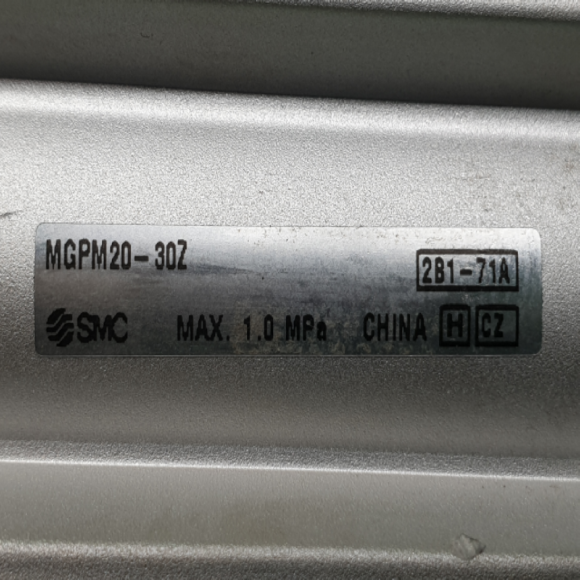 MGPM20-30Z 2B1-71A
SMC MAX. 1.0 MPa CHINA H CZ